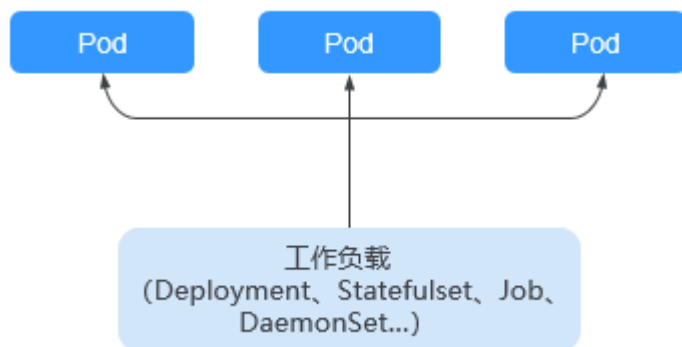 Pod Pod Pod
工作负载
（Deployment、Statefulset、Job、
DaemonSet...）